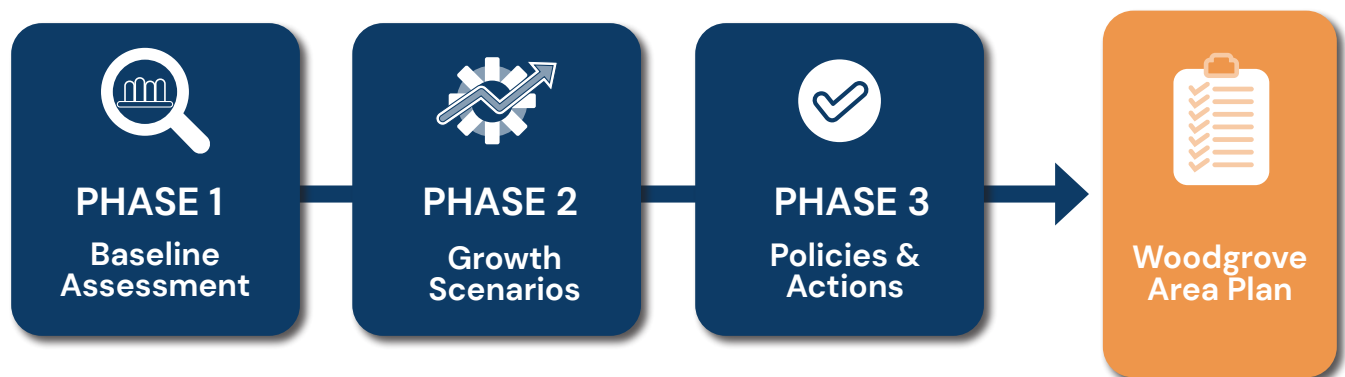 PHASE 1
Baseline
Assessment
PHASE 2
Growth
Scenarios
PHASE 3
Policies &
Actions
Woodgrove
Area Plan